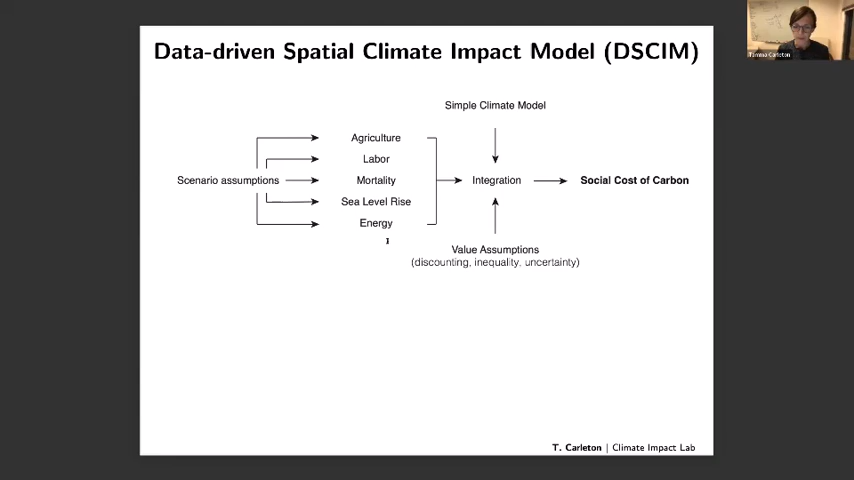 Data-driven Spatial Climate Impact Model (DSCIM)
Simple Climate Model
Agriculture
Labor
Scenario assumptions
Mortality
Integration
Social Cost of Carbon
Sea Level Rise
Energy
Value Assumptions
(discounting, inequality, uncertainty)
T. Carleton | Climate Impact Lab
Tamma Carleton